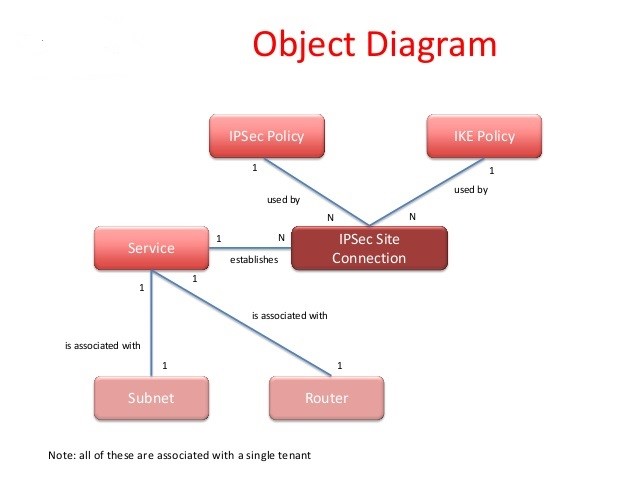 Object Diagram
IPSec Policy
IKE Policy
1
1
used by
used by
N
N
Service
1
N
establishes
IPSec Site
Connection
1
1
is associated with
is associated with
1
1
Subnet
Router
Note: all of these are associated with a single tenant